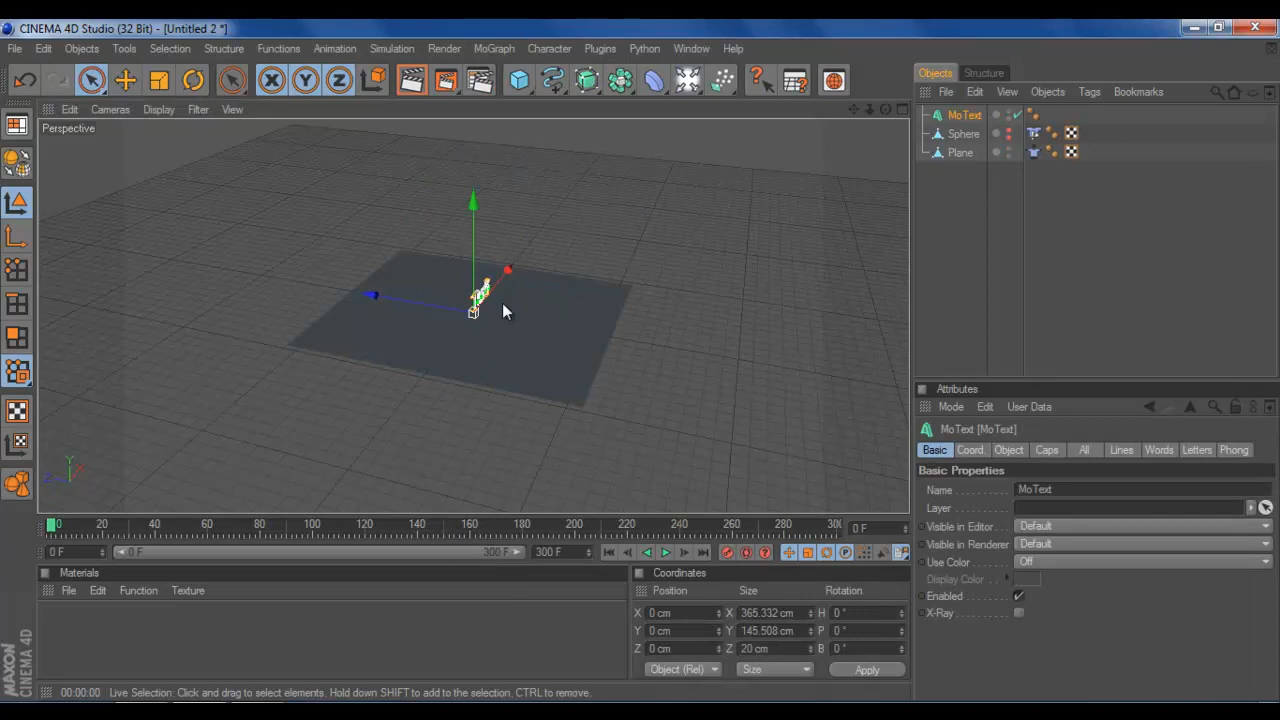 CINEMA 4D Studio (32 Bit) - [Untitled 2 *]
File Edit Objects Tools Selection Structure Functions Animation Simulation Render MoGraph Character Plugins Python Window Help
X Y Z
Objects Structure
File Edit View Objects Tags Bookmarks
MoText
Sphere
Plane
Edit Cameras Display Filter View
Perspective
Y
X
Z
Attributes
Mode Edit User Data
MoText [MoText]
Basic Coord. Object Caps All Lines Words Letters Phong
Basic Properties
Name MoText
Layer
Visible in Editor Default
Visible in Renderer Default
Use Color Off
Display Color
Enabled
X-Ray
0 20 40 60 80 100 120 140 160 180 200 220 240 260 280 30 0 F
0 F 0 F 300 F 300 F
Materials
File Edit Function Texture
Coordinates
Position Size Rotation
X 0 cm X 365.332 cm H 0 °
Y 0 cm Y 145.508 cm P 0 °
Z 0 cm Z 20 cm B 0 °
Object (Rel) Size Apply
MAXON
CINEMA 4D
00:00:00 Live Selection: Click and drag to select elements. Hold down SHIFT to add to the selection, CTRL to remove.